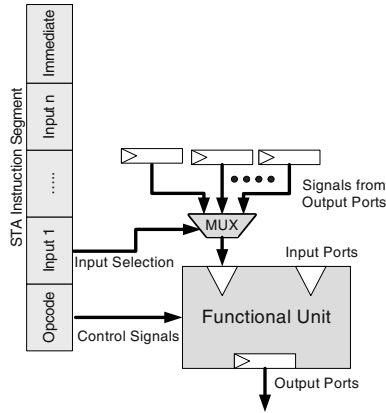 STA Instruction Segment
Immediate
Input n
.....
Input 1
Opcode
Signals from
Output Ports
MUX
Input Selection
Input Ports
Functional Unit
Control Signals
Output Ports